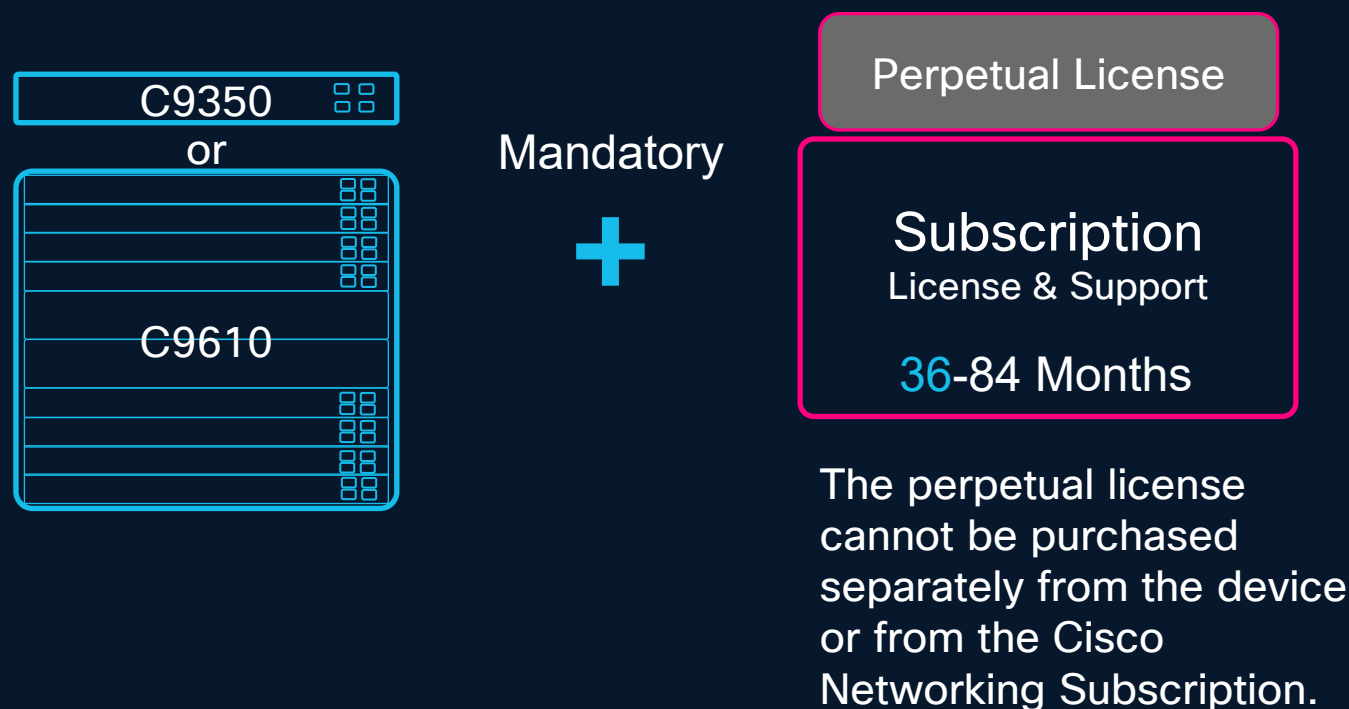 C9350
or
C9610
Mandatory
Perpetual License
Subscription
License & Support
36-84 Months
The perpetual license
cannot be purchased
separately from the device
or from the Cisco
Networking Subscription.